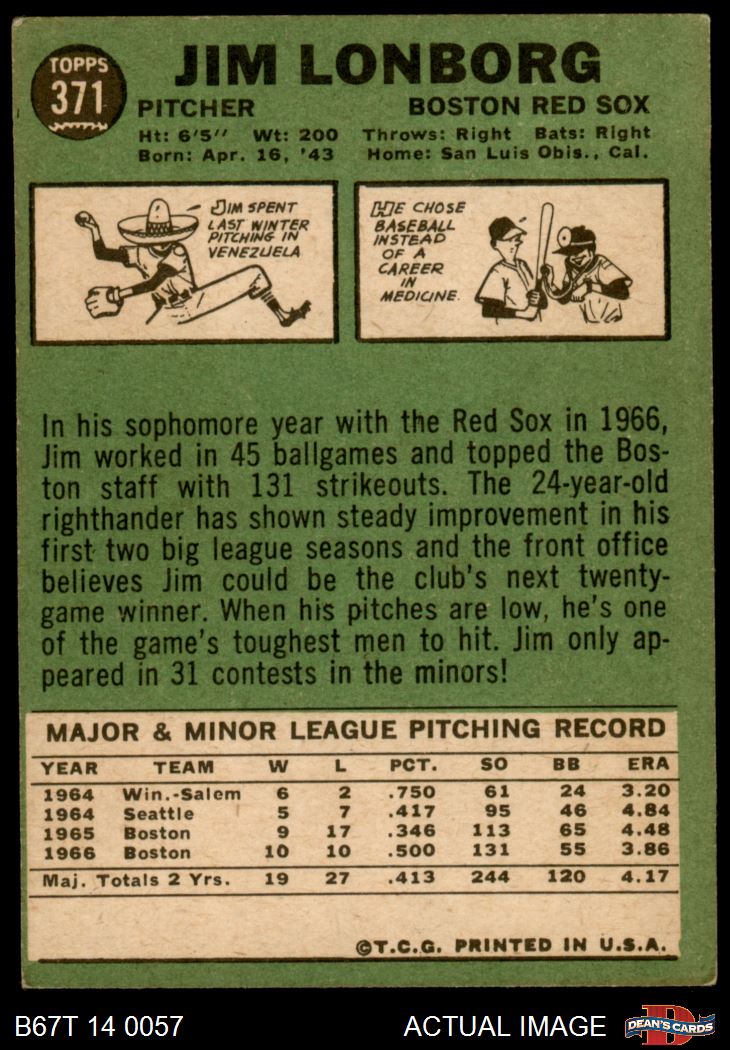 TOPPS
371
JIM LONBORG
PITCHER BOSTON RED SOX
Ht: 6'5" Wt: 200 Throws: Right Bats: Right
Born: Apr. 16, '43 Home: San Luis Obis., Cal.
JIM SPENT
LAST WINTER
PITCHING IN
VENEZUELA
HE CHOSE
BASEBALL
INSTEAD
OF A
CAREER
IN
MEDICINE.
In his sophomore year with the Red Sox in 1966,
Jim worked in 45 ballgames and topped the Bos-
ton staff with 131 strikeouts. The 24-year-old
righthander has shown steady improvement in his
first two big league seasons and the front office
believes Jim could be the club's next twenty-
game winner. When his pitches are low, he's one
of the game's toughest men to hit. Jim only ap-
peared in 31 contests in the minors!
MAJOR & MINOR LEAGUE PITCHING RECORD
YEAR TEAM W L PCT. SO BB ERA
1964 Win.-Salem 6 2 .750 61 24 3.20
1964 Seattle 5 7 .417 95 46 4.84
1965 Boston 9 17 .346 113 65 4.48
1966 Boston 10 10 .500 131 55 3.86
Maj. Totals 2 Yrs. 19 27 .413 244 120 4.17
©T.C.G. PRINTED IN U.S.A.
B67T 14 0057 ACTUAL IMAGE D DEAN'S CARDS